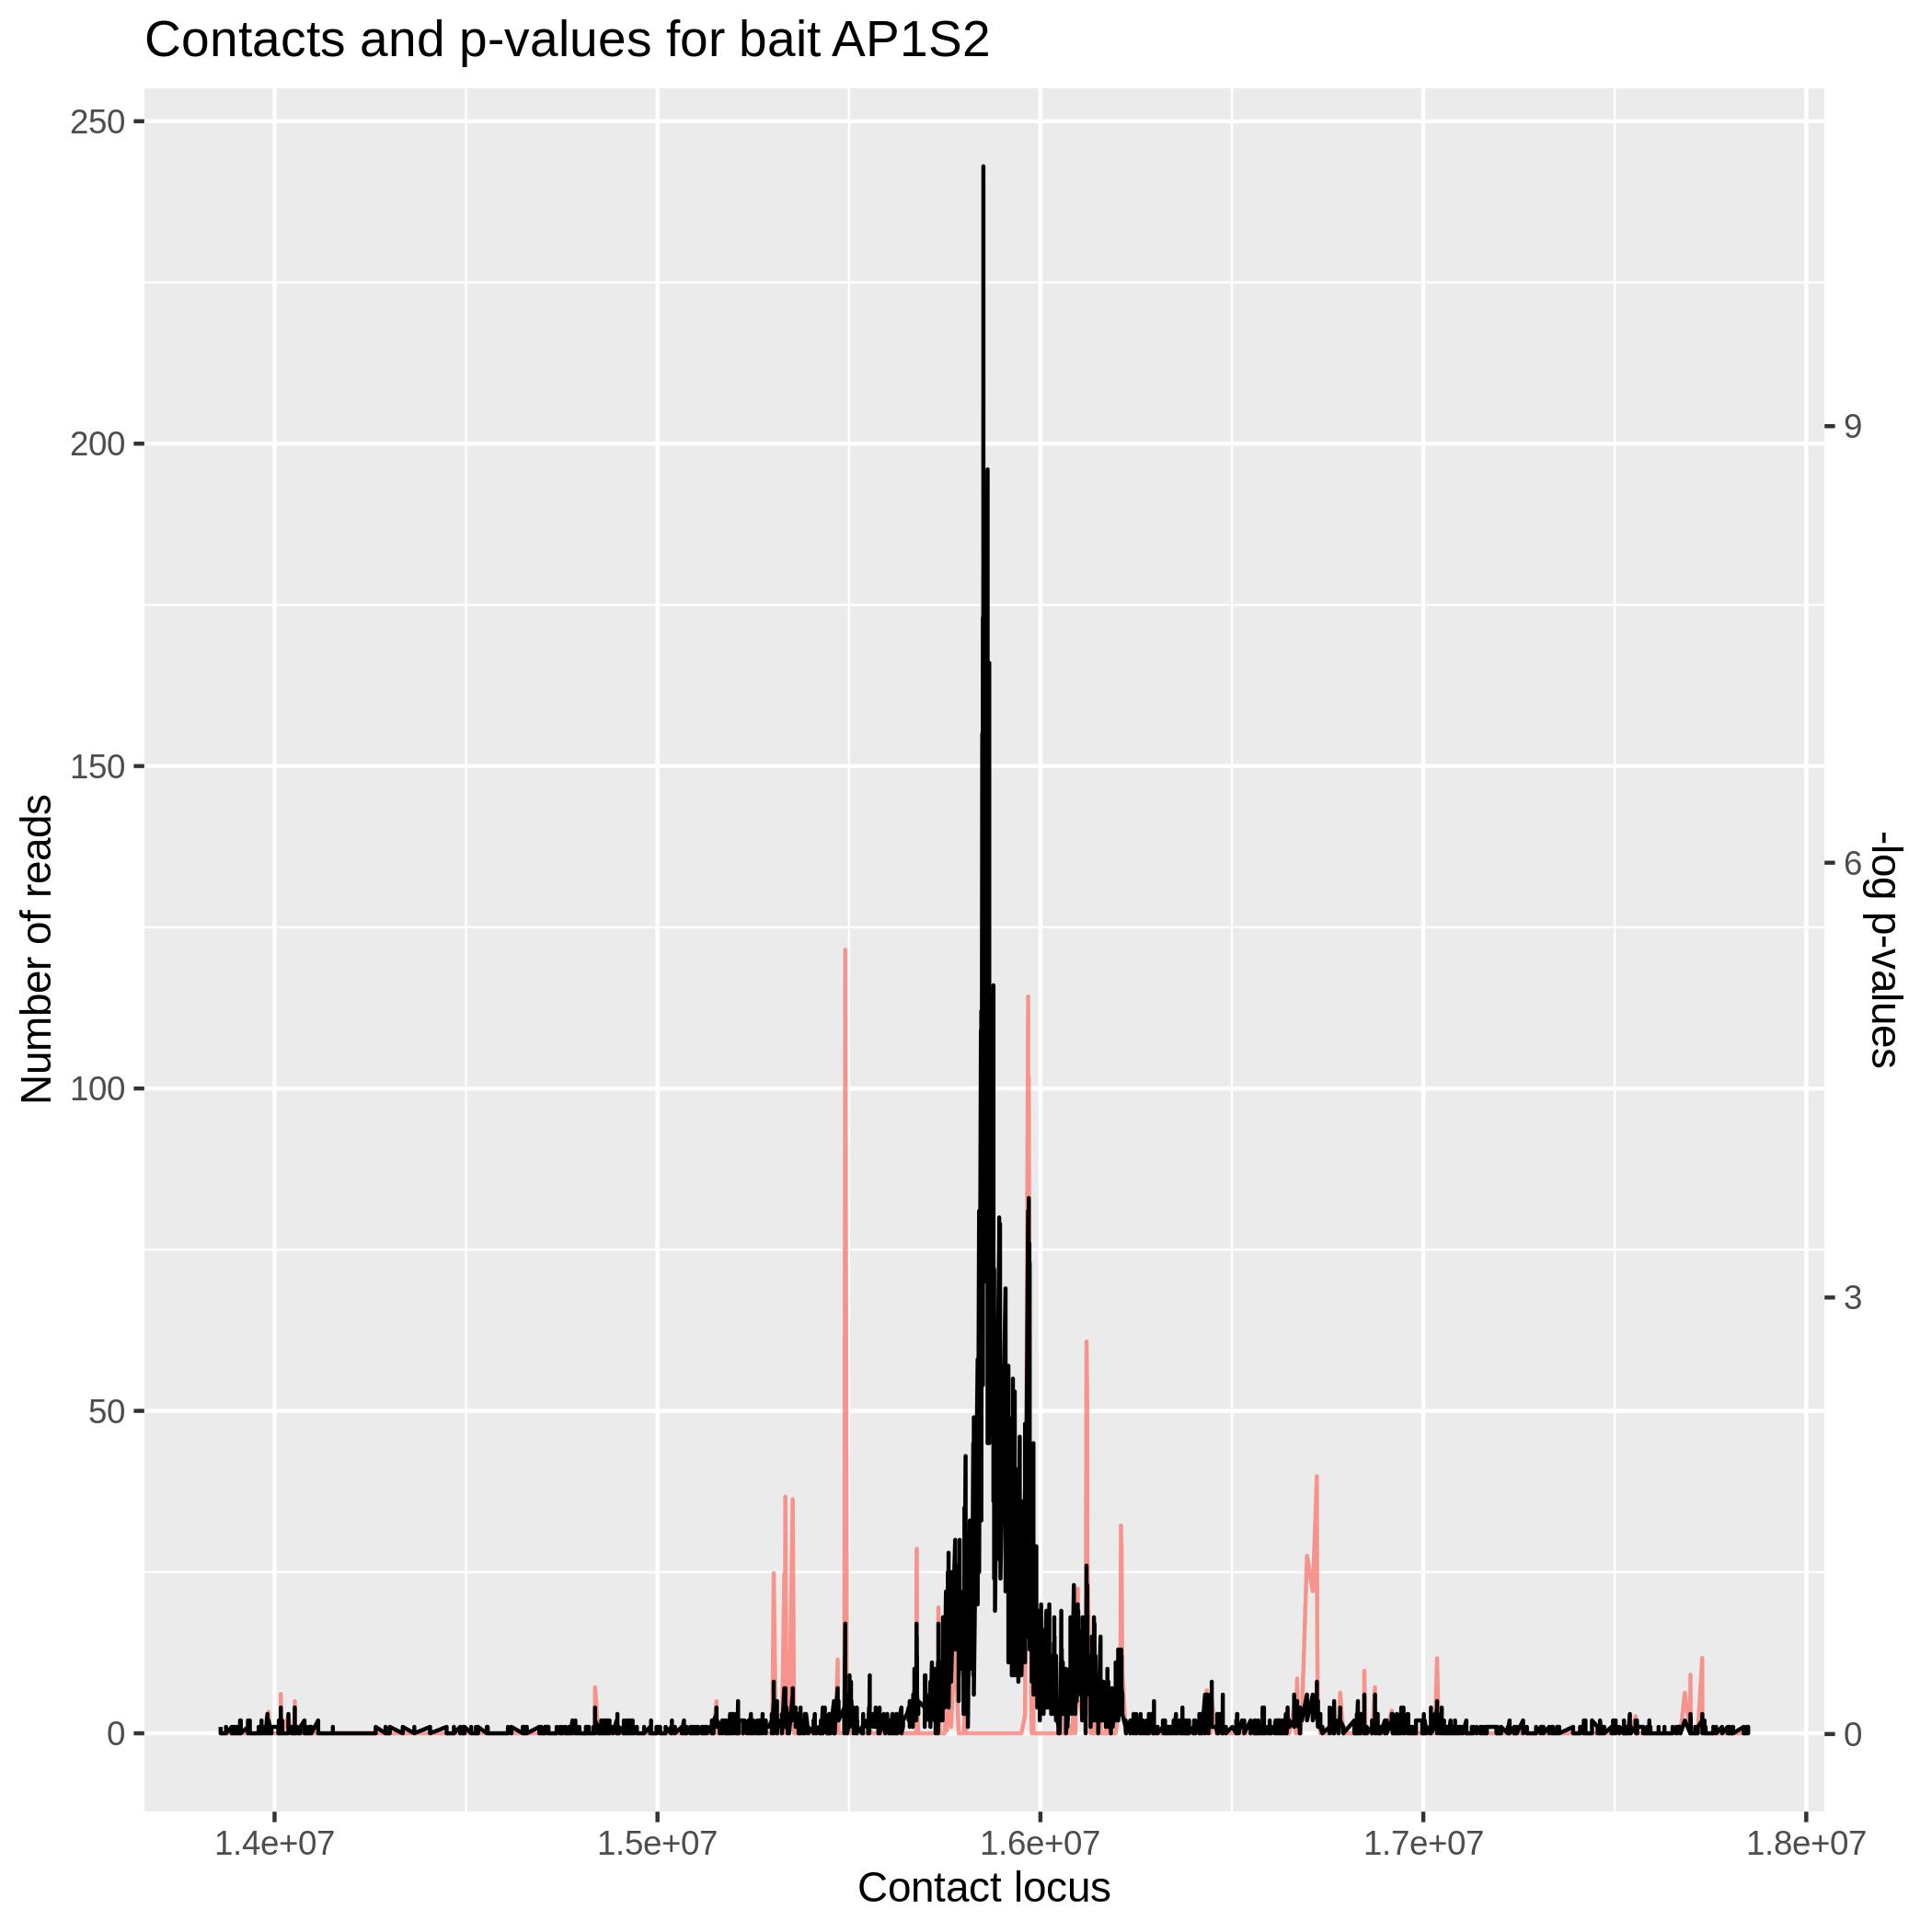 Contacts and p-values for bait AP1S2
250
200
150
100
50
0
Number of reads
9
6
3
0
-log p-values
1.4e+07
1.5e+07
1.6e+07
1.7e+07
1.8e+07
Contact locus